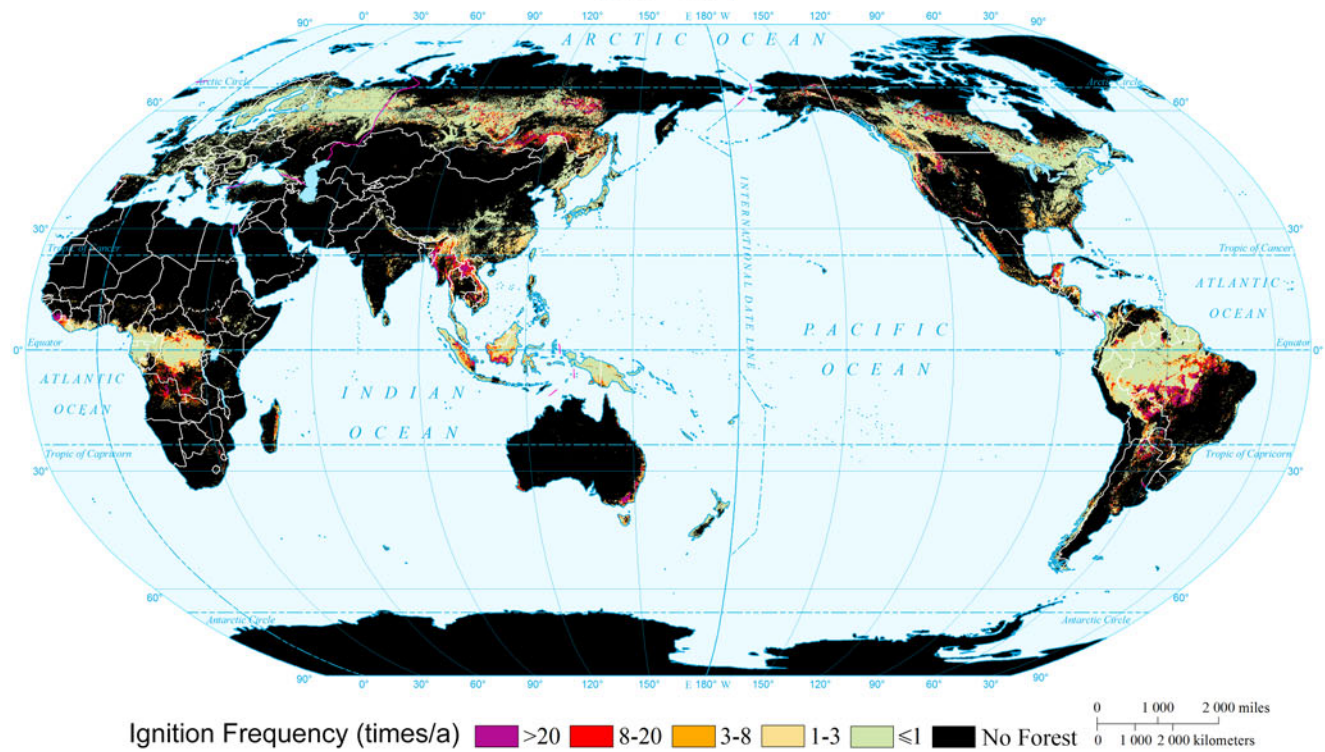 90° 0° 30° 60° 90° 120° 150° E 180° W 150° 120° 90° 60° 30° 90°
ARCTIC OCEAN
Arctic Circle Arctic Circle
60° 60°
30° 30°
Tropic of Cancer Tropic of Cancer
INTERNATIONAL DATE LINE
ATLANTIC
OCEAN
PACIFIC
OCEAN
Equator Equator
0° 0°
ATLANTIC
OCEAN
INDIAN
OCEAN
Tropic of Capricorn Tropic of Capricorn
30° 30°
60° 60°
Antarctic Circle Antarctic Circle
90° 0° 30° 60° 90° 120° 150° E 180° W 150° 120° 90° 60° 30° 90°
Ignition Frequency (times/a) >20 8-20 3-8 1-3 ⩽1 No Forest
0 1 000 2 000 miles
0 1 000 2 000 kilometers